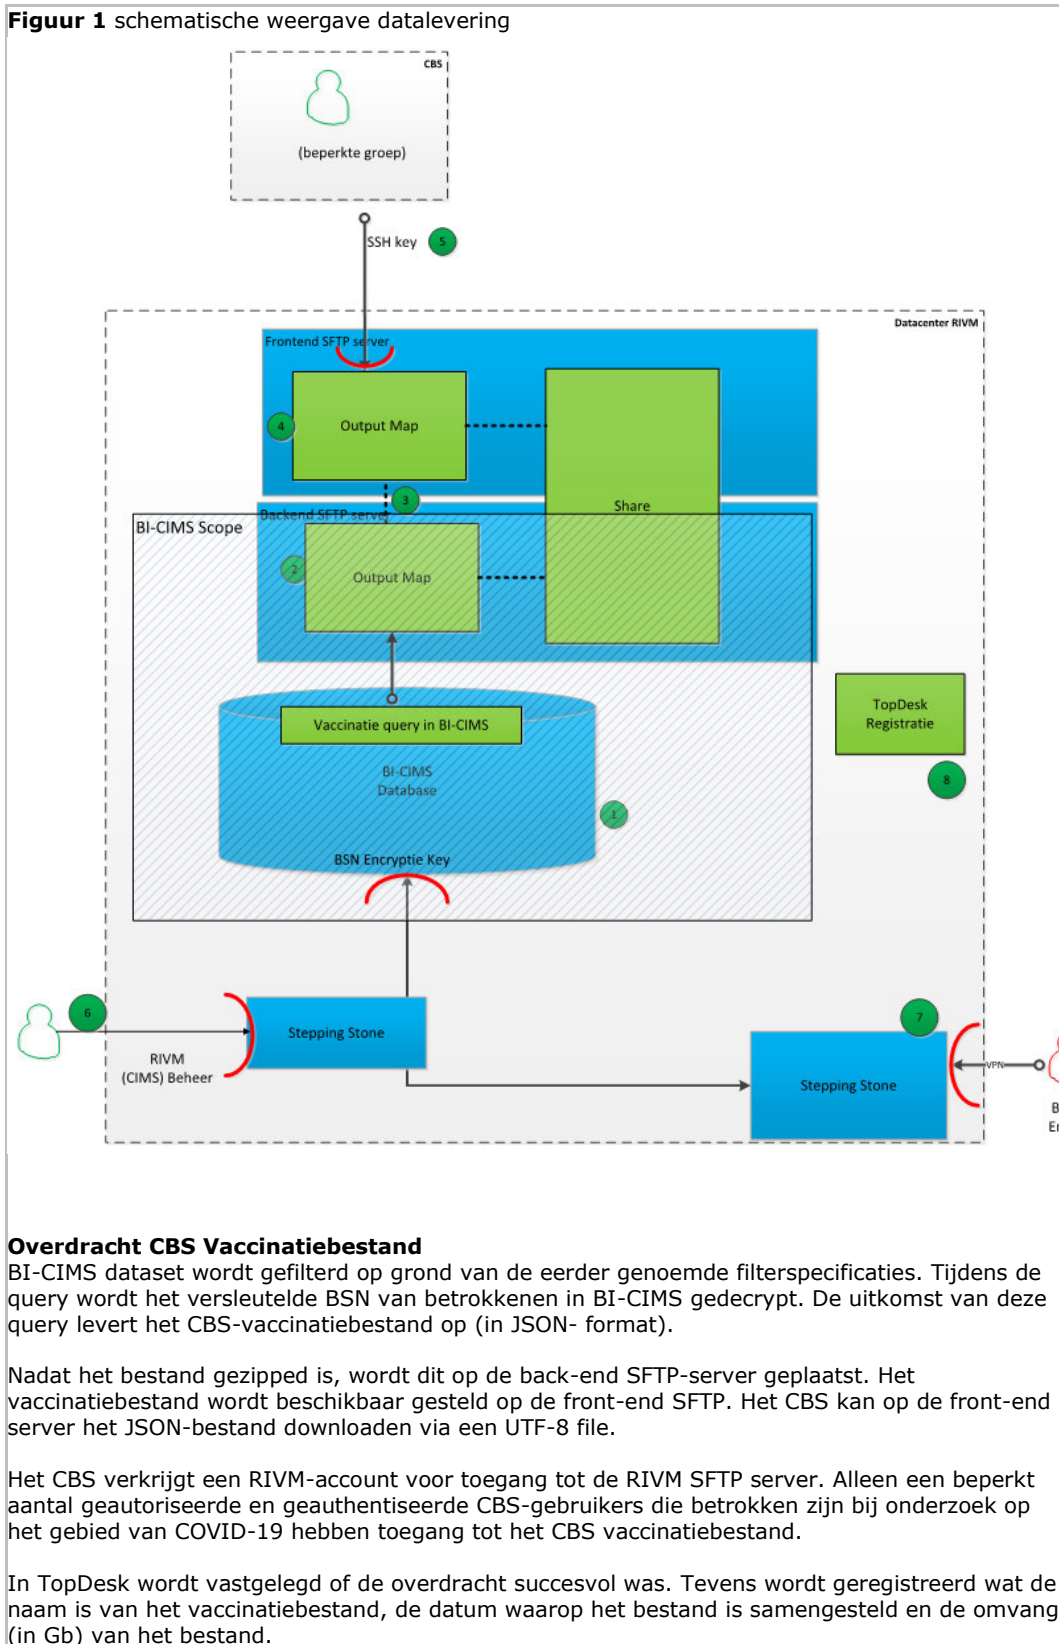 Figuur 1 schematische weergave datalevering
CBS
(beperkte groep)
SSH key
5
Datacenter RIVM
Frontend SFTP server
4
Output Map
3
Share
Backend SFTP server
BI-CIMS Scope
2
Output Map
TopDesk
Registratie
8
Vaccinatie query in BI-CIMS
BI-CIMS
Database
1
BSN Encryptie Key
6
RIVM
(CIMS) Beheer
Stepping Stone
7
Stepping Stone
VPN
Overdracht CBS Vaccinatiebestand
BI-CIMS dataset wordt gefilterd op grond van de eerder genoemde filterspecificaties. Tijdens de
query wordt het versleutelde BSN van betrokkenen in BI-CIMS gedecrypt. De uitkomst van deze
query levert het CBS-vaccinatiebestand op (in JSON- format).
Nadat het bestand gezipped is, wordt dit op de back-end SFTP-server geplaatst. Het
vaccinatiebestand wordt beschikbaar gesteld op de front-end SFTP. Het CBS kan op de front-end
server het JSON-bestand downloaden via een UTF-8 file.
Het CBS verkrijgt een RIVM-account voor toegang tot de RIVM SFTP server. Alleen een beperkt
aantal geautoriseerde en geauthentiseerde CBS-gebruikers die betrokken zijn bij onderzoek op
het gebied van COVID-19 hebben toegang tot het CBS vaccinatiebestand.
In TopDesk wordt vastgelegd of de overdracht succesvol was. Tevens wordt geregistreerd wat de
naam is van het vaccinatiebestand, de datum waarop het bestand is samengesteld en de omvang
(in Gb) van het bestand.